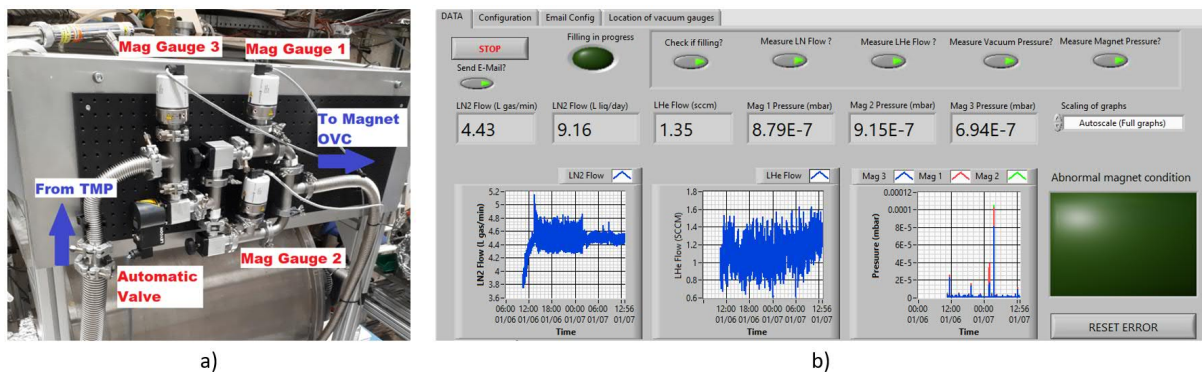 Mag Gauge 3
Mag Gauge 1
To Magnet
OVC
From TMP
Mag Gauge 2
Automatic
Valve
a)
DATA
Configuration
Email Config
Location of vacuum gauges
STOP
Send E-Mail?
Filling in progress
Check if filling?
Measure LN Flow ?
Measure LHe Flow ?
Measure Vacuum Pressure?
Measure Magnet Pressure?
LN2 Flow (L gas/min)
LN2 Flow (L liq/day)
LHe Flow (sccm)
Mag 1 Pressure (mbar)
Mag 2 Pressure (mbar)
Mag 3 Pressure (mbar)
Scaling of graphs
4.43
9.16
1.35
8.79E-7
9.15E-7
6.94E-7
Autoscale (Full graphs)
LN2 Flow
LN2 Flow (L gas/min)
5.2
5.0
4.8
4.6
4.4
4.2
4.0
3.8
3.6
06:00 12:00 18:00 00:00 06:00 12:56
01/06 01/06 01/06 01/07 01/07 01/07
Time
LHe Flow
LHe Flow (SCCM)
1.8
1.6
1.4
1.2
1.0
0.8
0.6
12:00 18:00 00:00 06:00 12:56
01/06 01/06 01/07 01/07 01/07
Time
Mag 3 Mag 1 Mag 2
Presuure (mbar)
0.00012
0.0001
8E-5
6E-5
4E-5
2E-5
0
12:00 00:00 12:56
01/06 01/07 01/07
Time
Abnormal magnet condition
RESET ERROR
b)